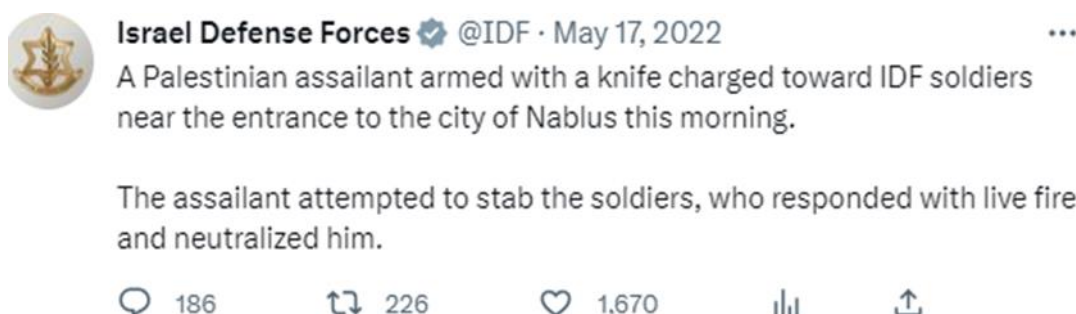 Israel Defense Forces @IDF · May 17, 2022
A Palestinian assailant armed with a knife charged toward IDF soldiers
near the entrance to the city of Nablus this morning.
The assailant attempted to stab the soldiers, who responded with live fire
and neutralized him.
186 226 1,670